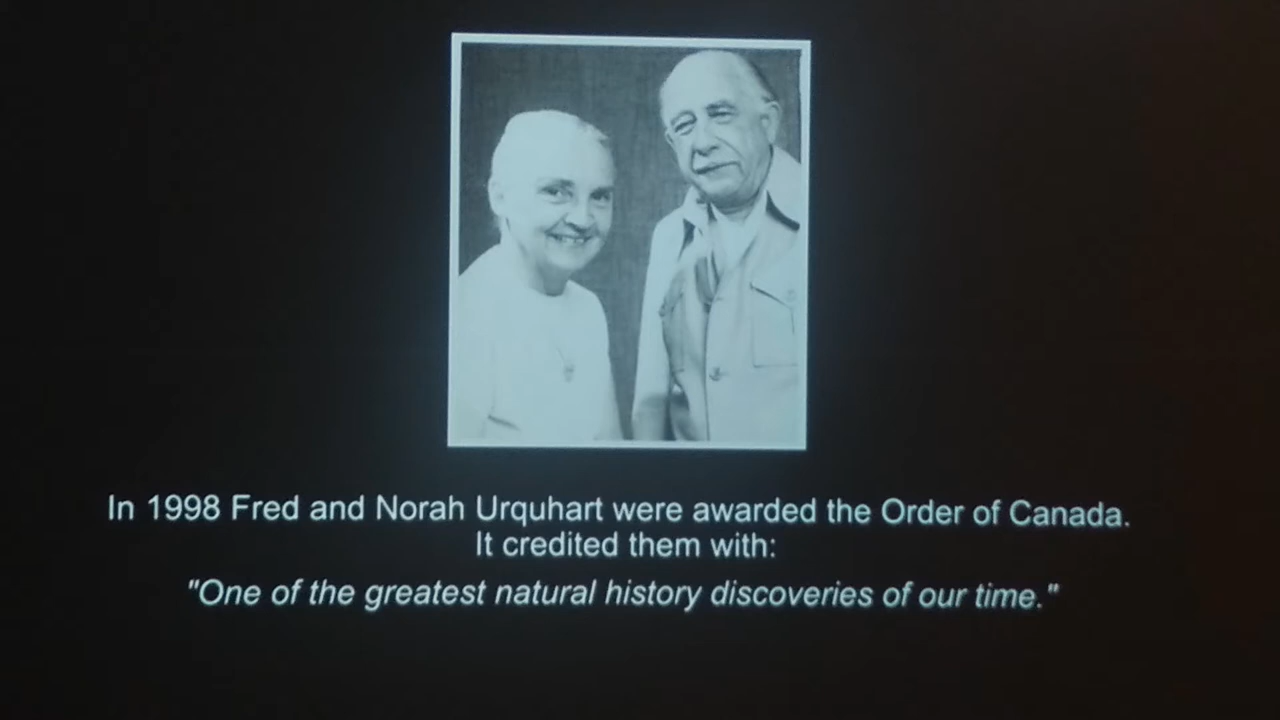 In 1998 Fred and Norah Urquhart were awarded the Order of Canada.
It credited them with:
"One of the greatest natural history discoveries of our time."